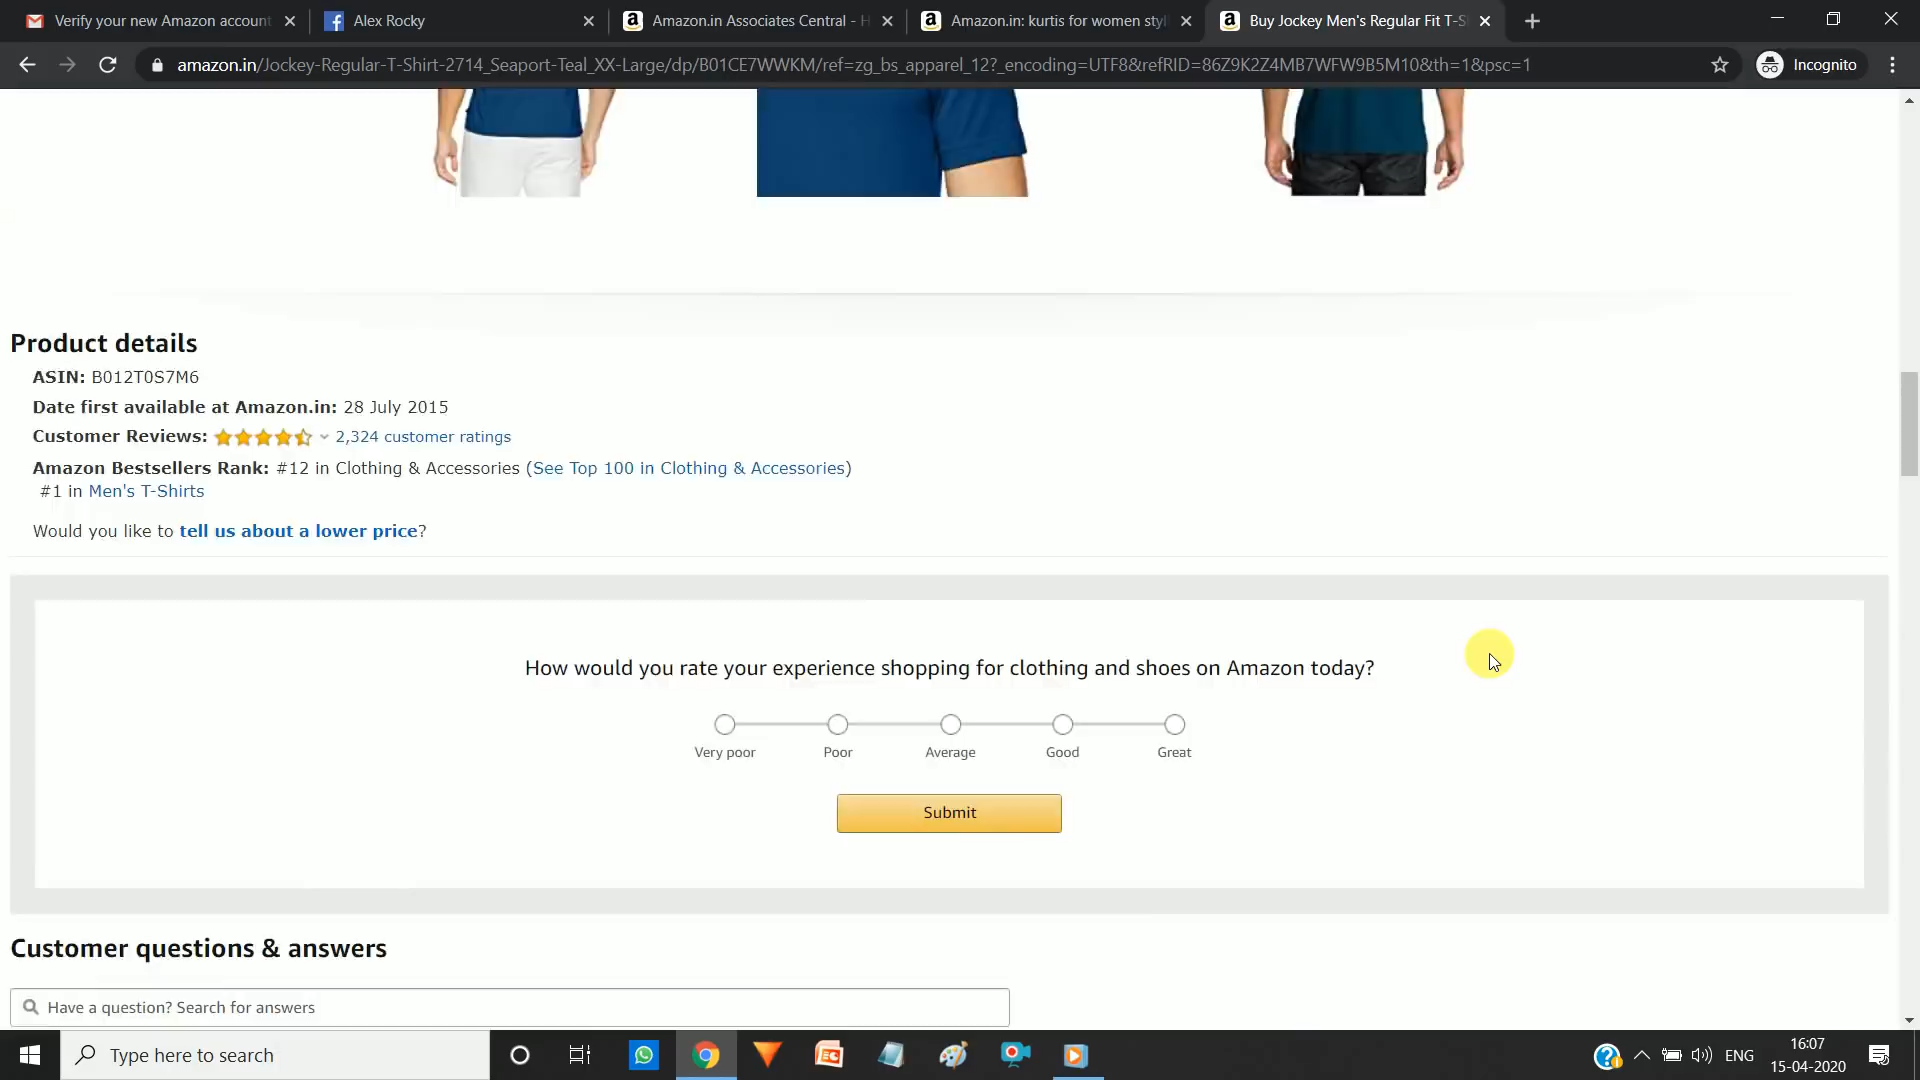 Verify your new Amazon account
Alex Rocky
Amazon.in Associates Central - H
Amazon.in: kurtis for women styl
Buy Jockey Men's Regular Fit T-S
amazon.in/Jockey-Regular-T-Shirt-2714_Seaport-Teal_XX-Large/dp/B01CE7WWKM/ref=zg_bs_apparel_12?_encoding=UTF8&refRID=86Z9K2Z4MB7WFW9B5M10&th=1&psc=1
Incognito
Product details
ASIN: B012T0S7M6
Date first available at Amazon.in: 28 July 2015
Customer Reviews: 2,324 customer ratings
Amazon Bestsellers Rank: #12 in Clothing & Accessories (See Top 100 in Clothing & Accessories)
#1 in Men's T-Shirts
Would you like to tell us about a lower price?
How would you rate your experience shopping for clothing and shoes on Amazon today?
Very poor Poor Average Good Great
Submit
Customer questions & answers
Have a question? Search for answers
Type here to search
ENG
16:07
15-04-2020